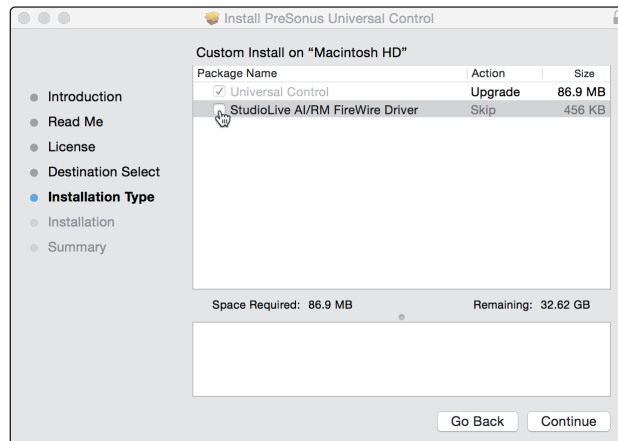 Install PreSonus Universal Control
Custom Install on “Macintosh HD”
Package Name Action Size
Universal Control Upgrade 86.9 MB
StudioLive AI/RM FireWire Driver Skip 456 KB
Introduction
Read Me
License
Destination Select
Installation Type
Installation
Summary
Space Required: 86.9 MB Remaining: 32.62 GB
Go Back Continue